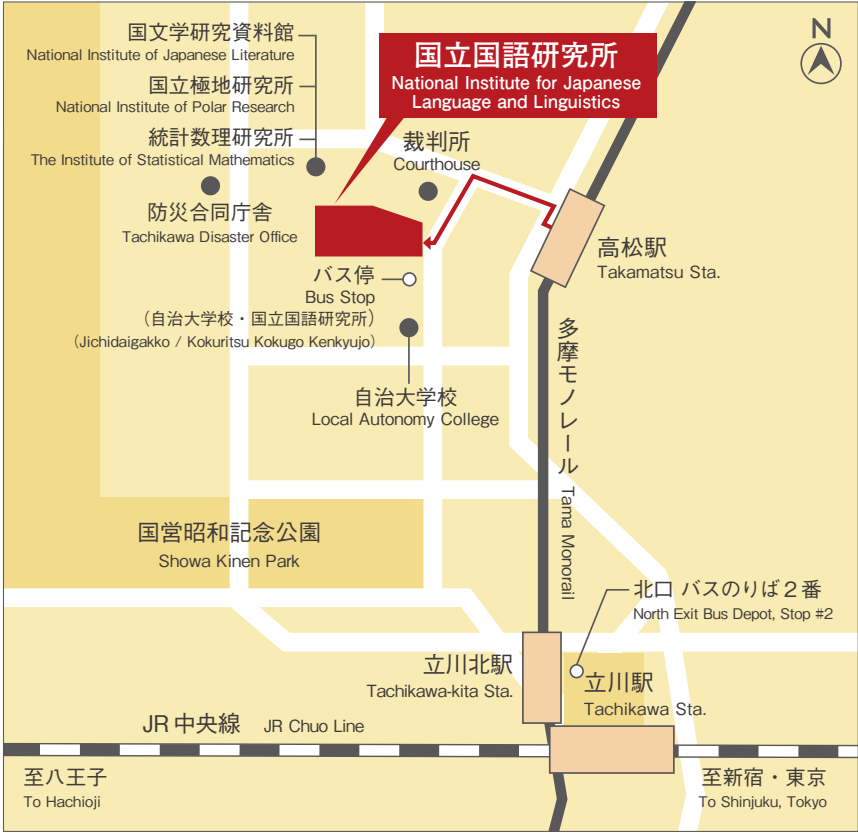 国文学研究資料館
National Institute of Japanese Literature
国立極地研究所
National Institute of Polar Research
統計数理研究所
The Institute of Statistical Mathematics
国立国語研究所
National Institute for Japanese
Language and Linguistics
N
裁判所
Courthouse
防災合同庁舎
Tachikawa Disaster Office
高松駅
Takamatsu Sta.
バス停
Bus Stop
（自治大学校・国立国語研究所）
(Jichidaigakko / Kokuritsu Kokugo Kenkyujo)
自治大学校
Local Autonomy College
多摩モノレール Tama Monorail
国営昭和記念公園
Showa Kinen Park
北口 バスのりば２番
North Exit Bus Depot, Stop #2
立川北駅
Tachikawa-kita Sta.
立川駅
Tachikawa Sta.
JR 中央線 JR Chuo Line
至八王子
To Hachioji
至新宿・東京
To Shinjuku, Tokyo